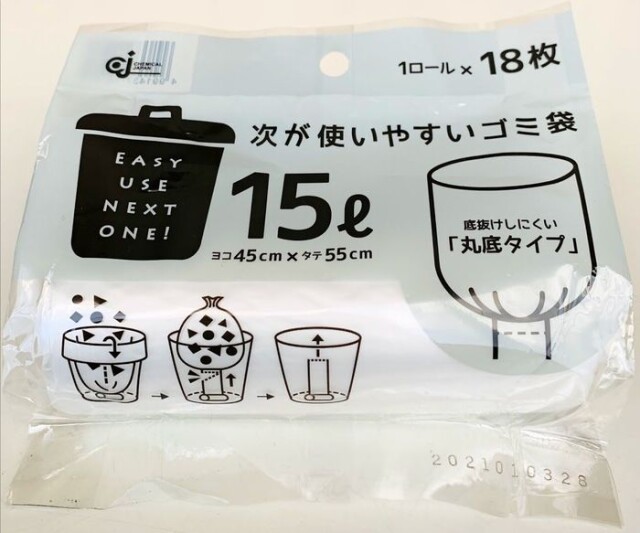 CHEMICAL
JAPAN
1ロール×18枚
次が使いやすいゴミ袋
EASY
USE
NEXT
ONE!
15ℓ
ヨコ45cm×タテ55cm
底抜けしにくい
「丸底タイプ」
2021010328